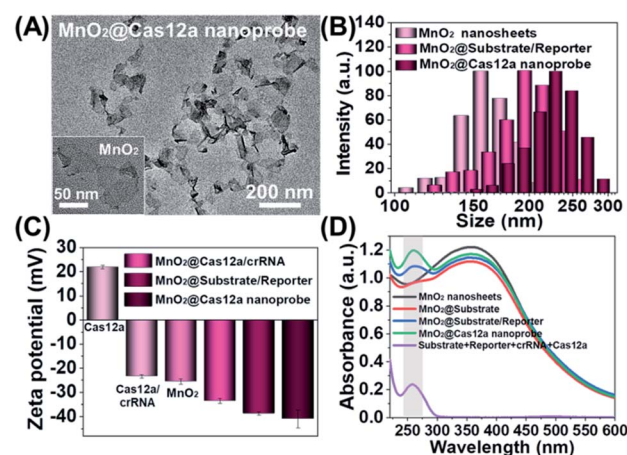 (A)
MnO2@Cas12a nanoprobe
MnO2
50 nm
200 nm
(B)
MnO2 nanosheets
MnO2@Substrate/Reporter
MnO2@Cas12a nanoprobe
Intensity (a.u.)
140
120
100
80
60
40
20
0
100 150 200 250 300
Size (nm)
(C)
MnO2@Cas12a/crRNA
MnO2@Substrate/Reporter
MnO2@Cas12a nanoprobe
Zeta potential (mV)
30
20
10
0
-10
-20
-30
-40
Cas12a
Cas12a/
crRNA
MnO2
(D)
MnO2 nanosheets
MnO2@Substrate
MnO2@Substrate/Reporter
MnO2@Cas12a nanoprobe
Substrate+Reporter+crRNA+Cas12a
Absorbance (a.u.)
1.2
1.0
0.8
0.6
0.4
0.2
0.0
250 300 350 400 450 500 550 600
Wavelength (nm)